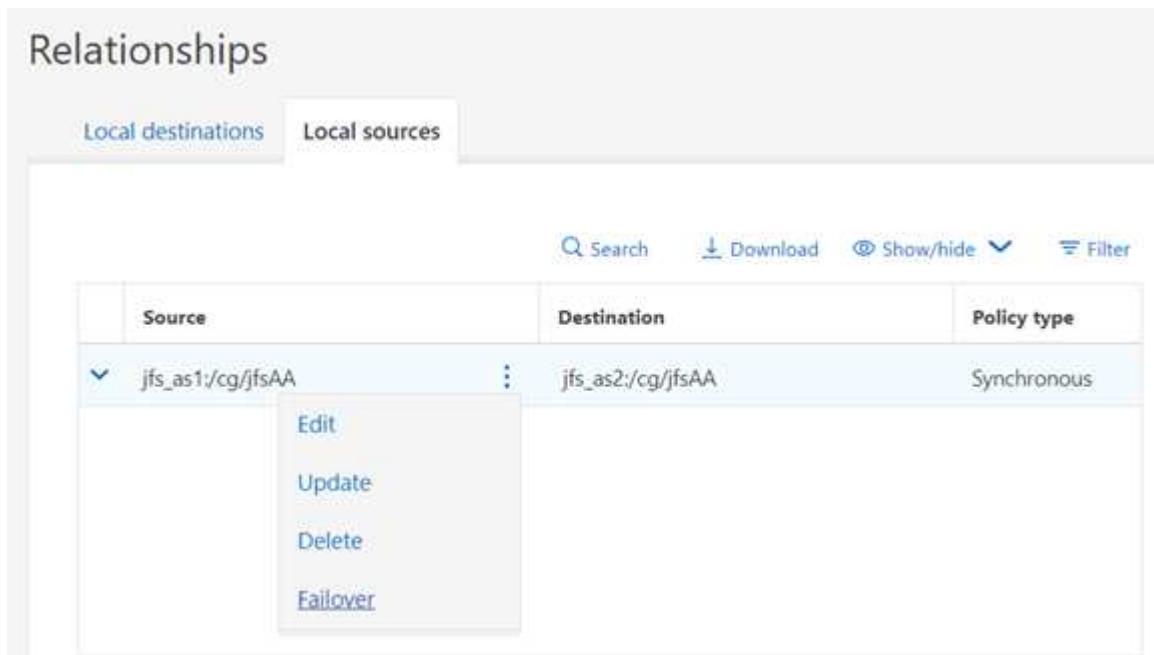 Relationships
Local destinations Local sources
Search Download Show/hide Filter
Source Destination Policy type
jfs_as1:/cg/jfsAA jfs_as2:/cg/jfsAA Synchronous
Edit
Update
Delete
Failover